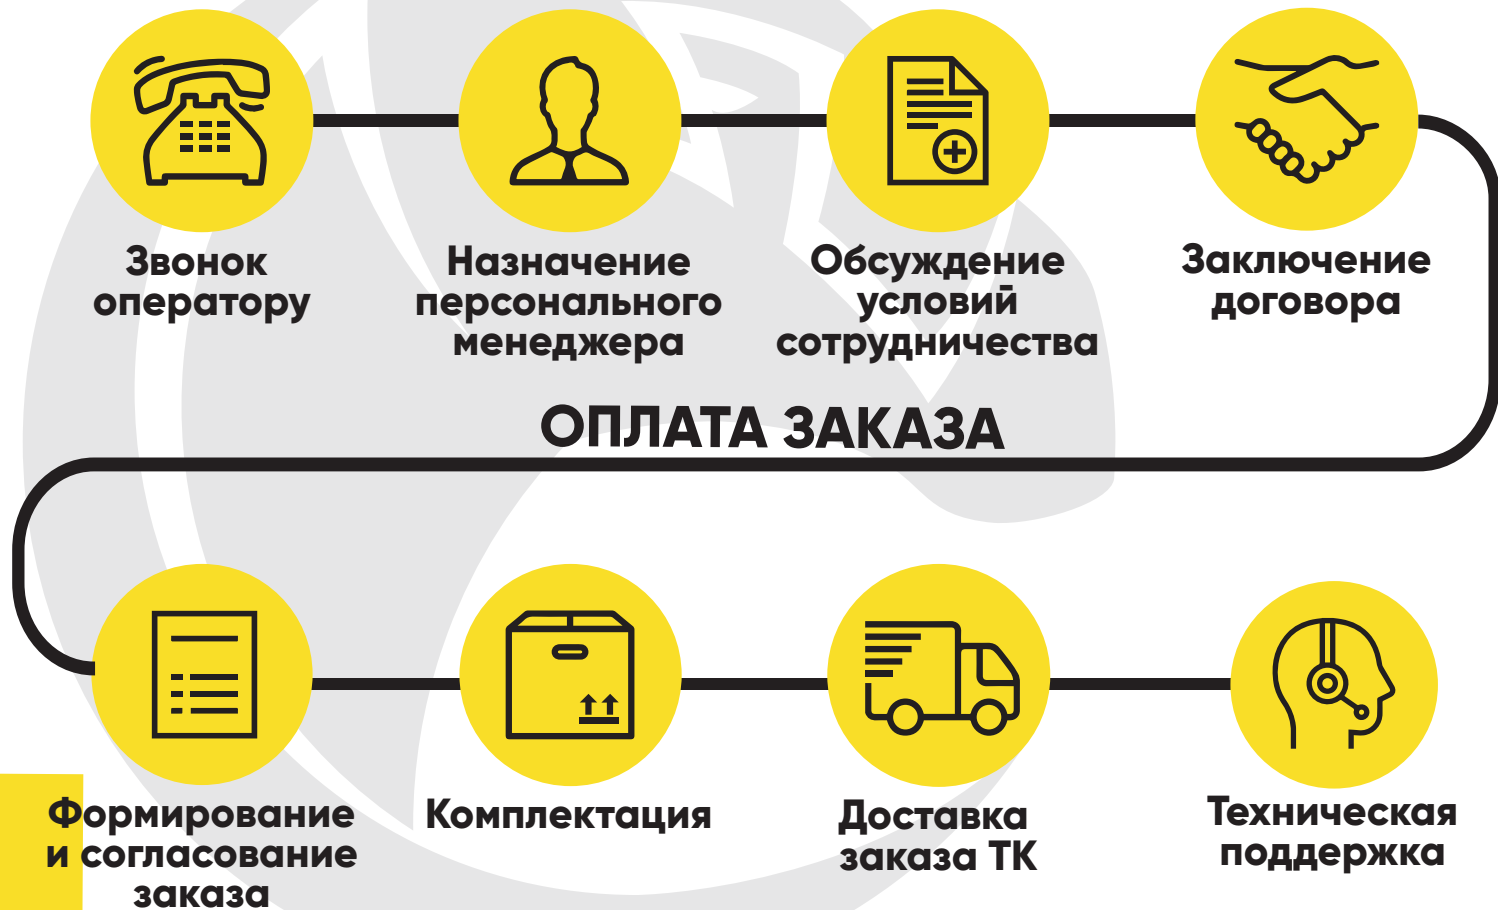 Звонок
оператору
Назначение
персонального
менеджера
Обсуждение
условий
сотрудничества
Заключение
договора
ОПЛАТА ЗАКАЗА
Формирование
и согласование
заказа
Комплектация
Доставка
заказа ТК
Техническая
поддержка